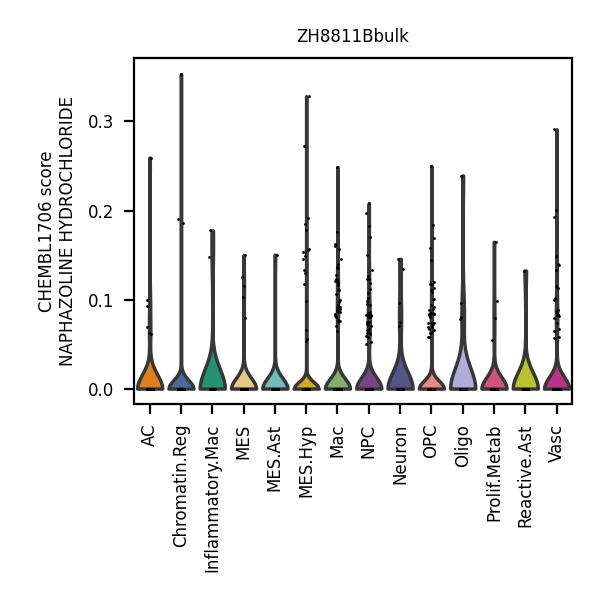 ZH8811Bbulk
CHEMBL1706 score
NAPHAZOLINE HYDROCHLORIDE
0.3
0.2
0.1
0.0
AC
Chromatin.Reg
Inflammatory.Mac
MES
MES.Ast
MES.Hyp
Mac
NPC
Neuron
OPC
Oligo
Prolif.Metab
Reactive.Ast
Vasc